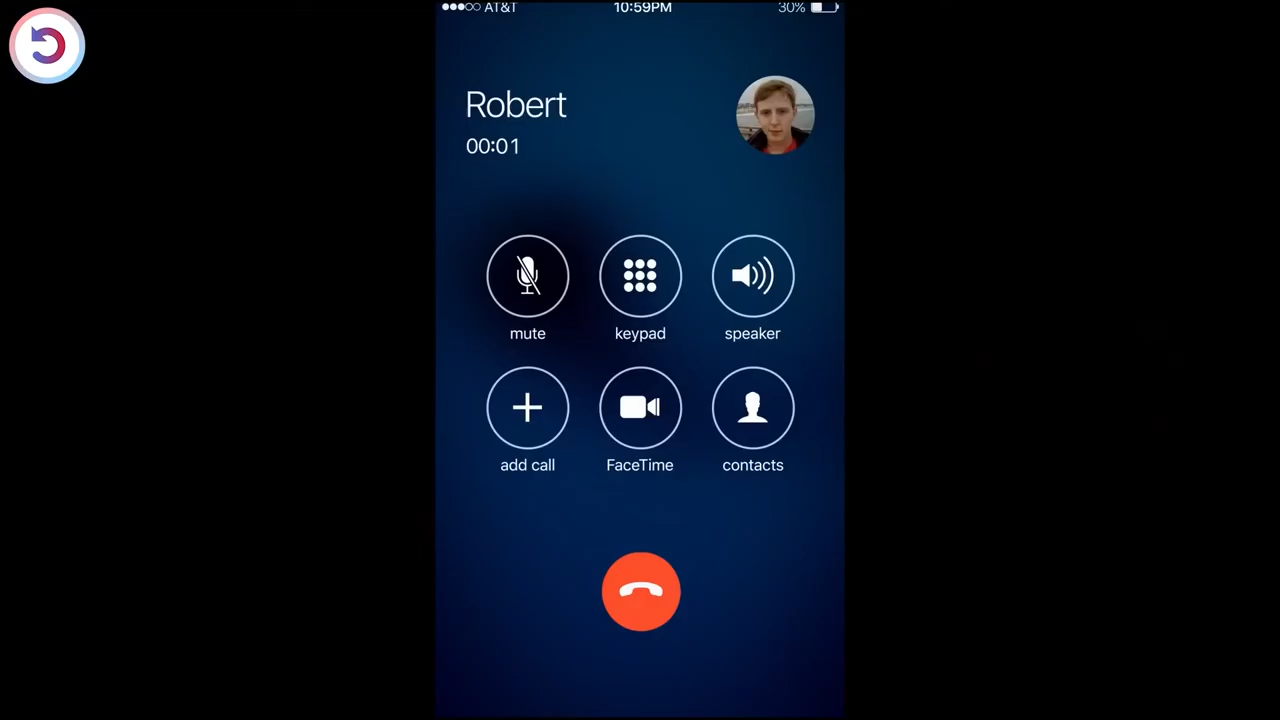 AT&T 10:59PM 30%
Robert
00:01
mute keypad speaker
add call FaceTime contacts